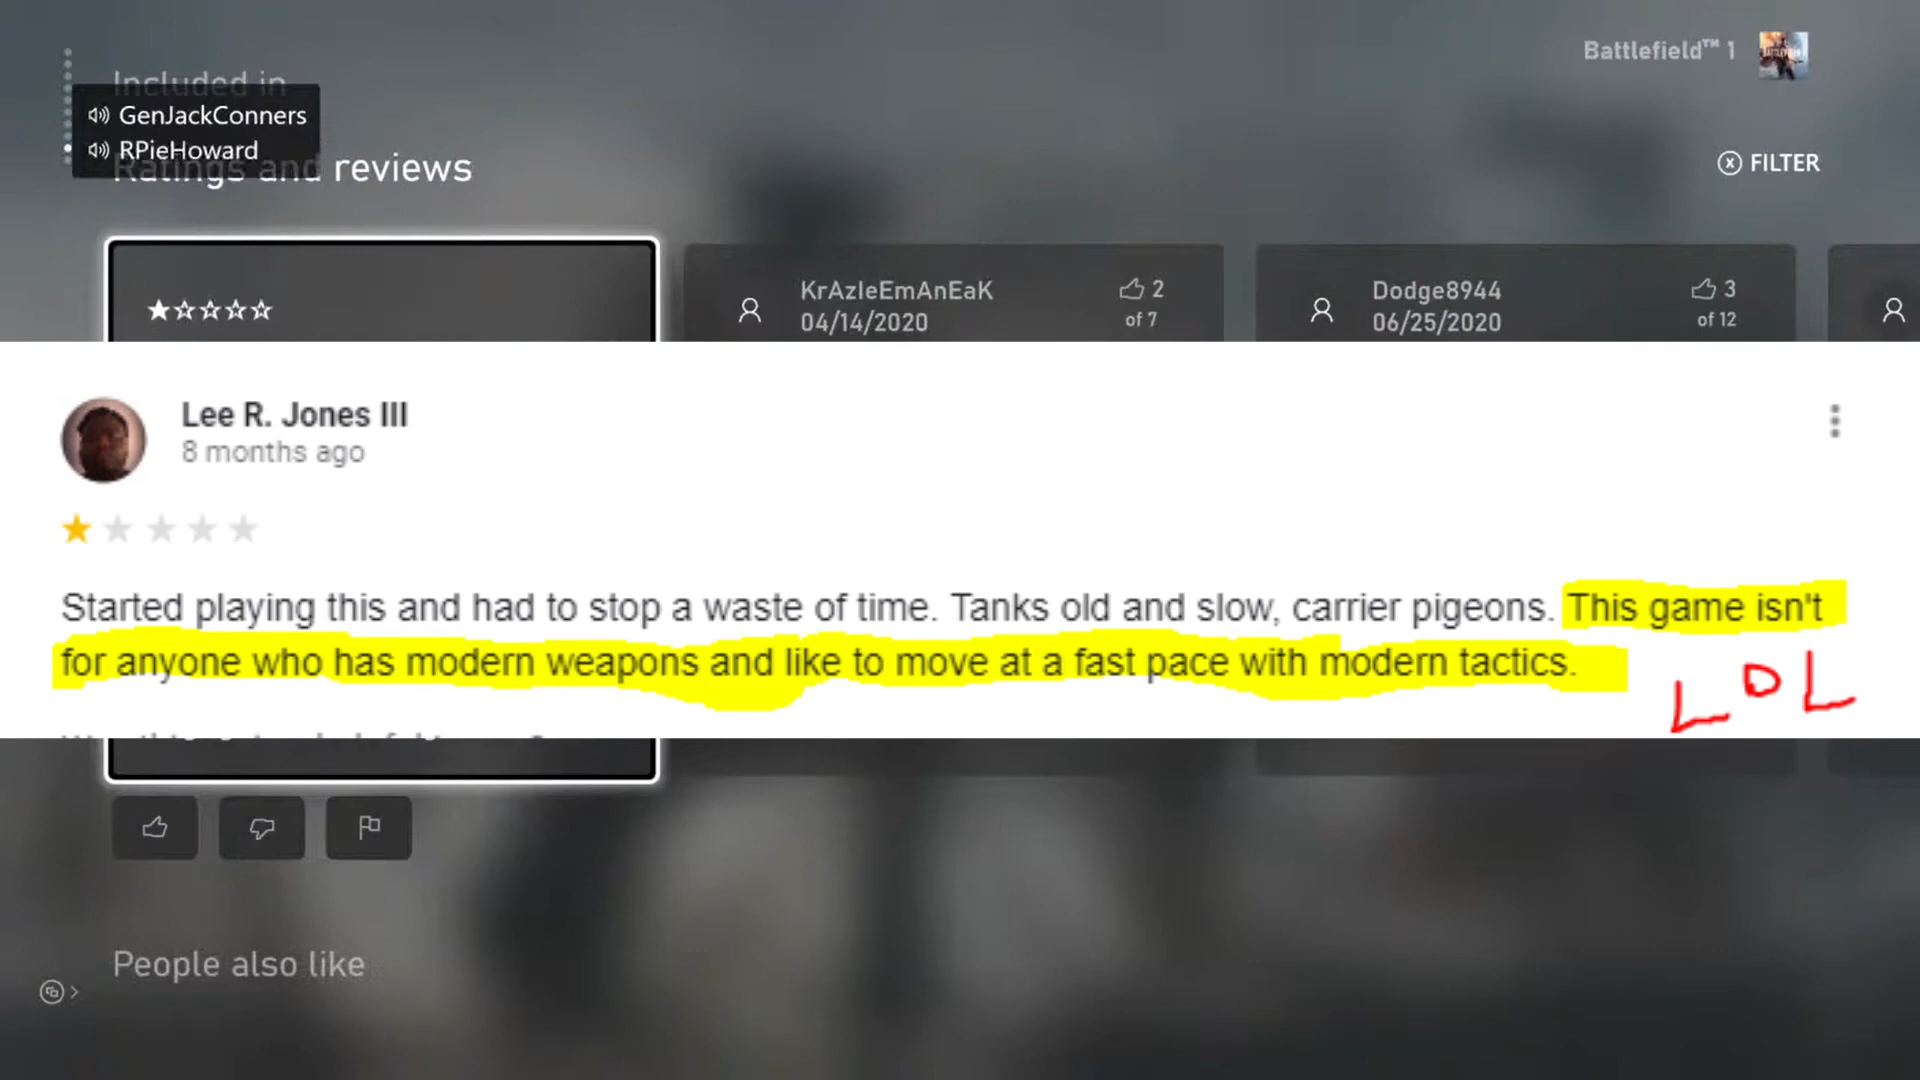 Included in
Battlefield™ 1
GenJackConners
RPieHoward
Ratings and reviews
FILTER
KrAzIeEmAnEaK
2
04/14/2020
of 7
Dodge8944
3
06/25/2020
of 12
Lee R. Jones III
8 months ago
Started playing this and had to stop a waste of time. Tanks old and slow, carrier pigeons. This game isn't
for anyone who has modern weapons and like to move at a fast pace with modern tactics.
LOL
People also like